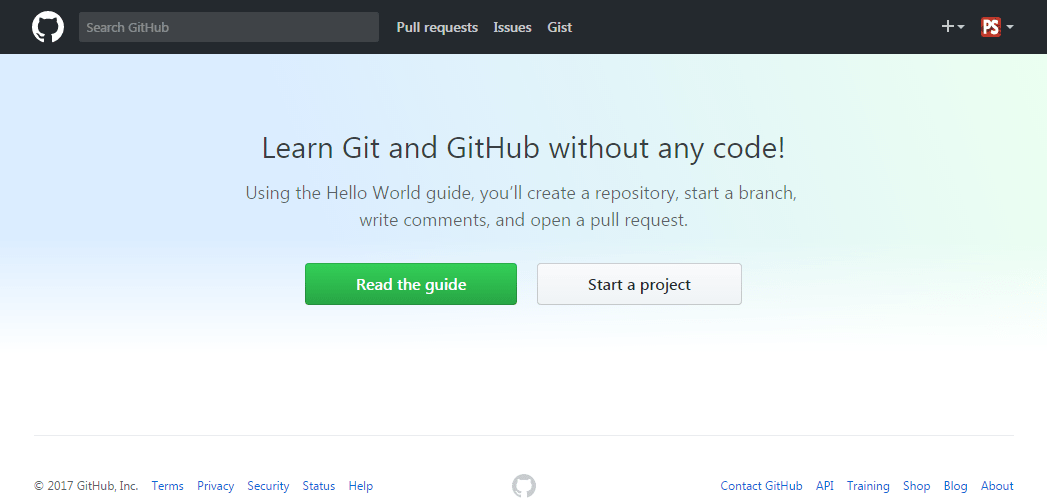 Search GitHub Pull requests Issues Gist PS
Learn Git and GitHub without any code!
Using the Hello World guide, you’ll create a repository, start a branch,
write comments, and open a pull request.
Read the guide Start a project
© 2017 GitHub, Inc. Terms Privacy Security Status Help Contact GitHub API Training Shop Blog About